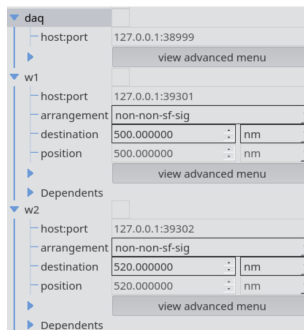 daq
host:port 127.0.0.1:38999
view advanced menu
w1
host:port 127.0.0.1:39301
arrangement non-non-sf-sig
destination 500.000000 nm
position 500.000000 nm
view advanced menu
Dependents
w2
host:port 127.0.0.1:39302
arrangement non-non-sf-sig
destination 520.000000 nm
position 520.000000 nm
view advanced menu
Dependents